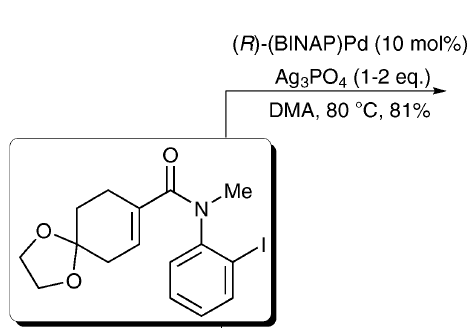 (R)-(BINAP)Pd (10 mol%)
Ag₃PO₄ (1-2 eq.)
DMA, 80 °C, 81%
O
N
Me
I
O
O